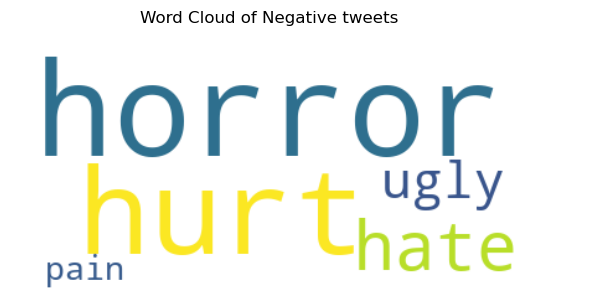 Word Cloud of Negative tweets
horror
hurt
ugly
hate
pain